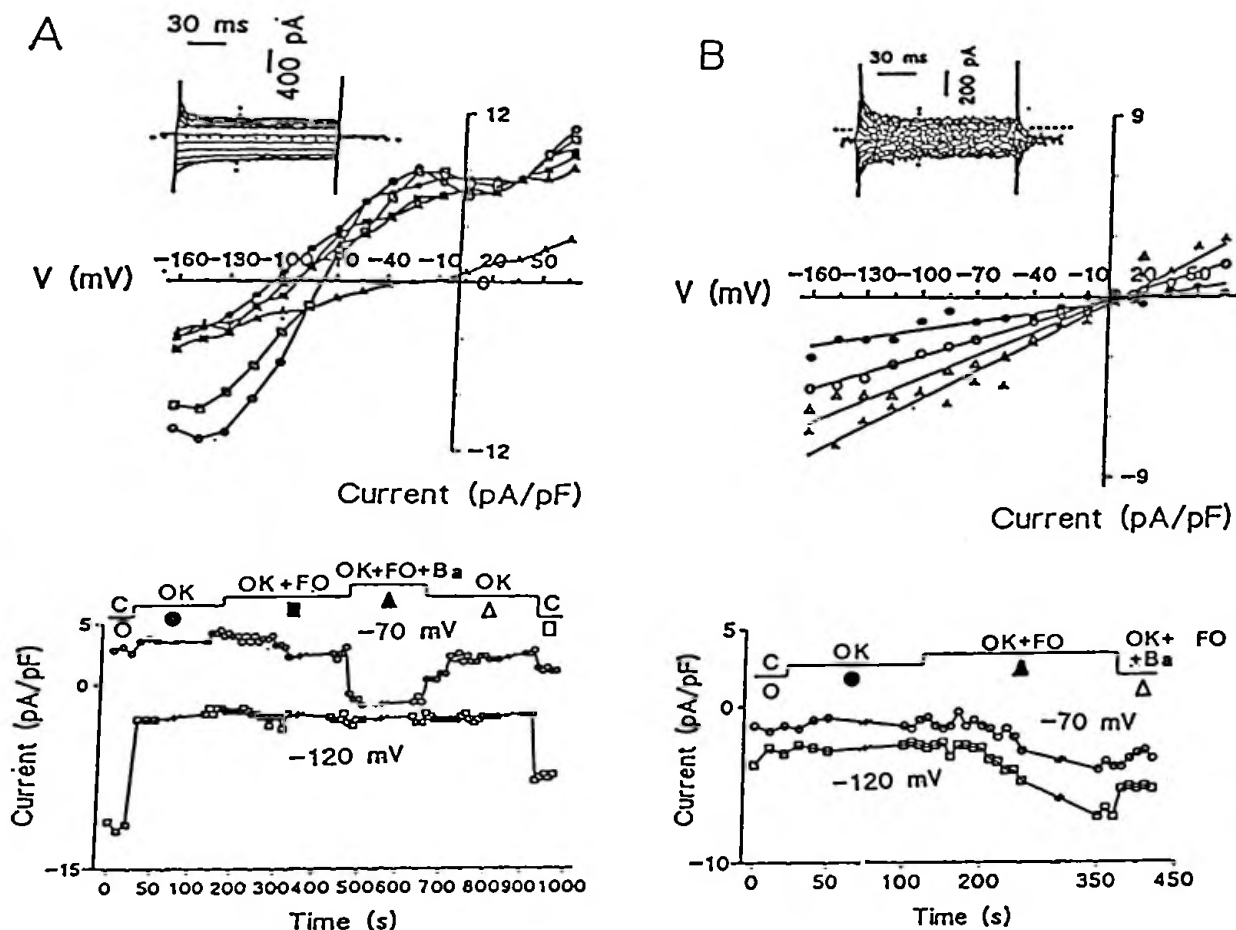 A
30 ms
400 pA
12
V (mV)
-160 -130 -100 -70 -40 -10 20 50
0
-12
Current (pA/pF)
B
30 ms
200 pA
9
V (mV)
-160 -130 -100 -70 -40 -10 20 50
-9
Current (pA/pF)
C
OK
OK+FO
OK+FO+Ba
OK
C
-70 mV
-120 mV
5
0
-15
Current (pA/pF)
0 50 100 200 300 400 500 600 700 800 900 1000
Time (s)
C
OK
OK+FO
OK+ FO
+Ba
-70 mV
-120 mV
5
0
-10
Current (pA/pF)
0 50 100 200 350 450
Time (s)